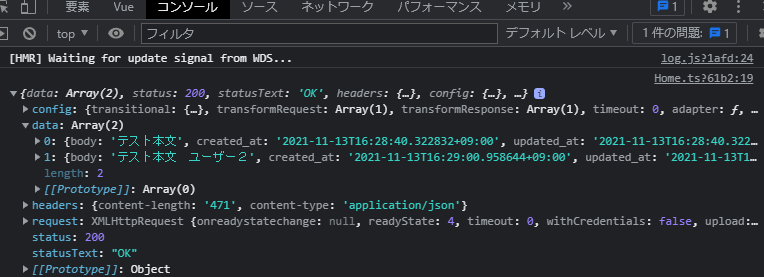 要素 Vue コンソール ソース ネットワーク パフォーマンス メモリ » 1
top ▼ フィルタ デフォルト レベル ▼ 1 件の問題: 1
[HMR] Waiting for update signal from WDS... log.js?1afd:24
Home.ts?61b2:19
▼ {data: Array(2), status: 200, statusText: 'OK', headers: {…}, config: {…}, …} i
▶ config: {transitional: {…}, transformRequest: Array(1), transformResponse: Array(1), timeout: 0, adapter: ƒ, …
▼ data: Array(2)
▶ 0: {body: 'テスト本文', created_at: '2021-11-13T16:28:40.322832+09:00', updated_at: '2021-11-13T16:28:40.322…
▶ 1: {body: 'テスト本文　ユーザー２', created_at: '2021-11-13T16:29:00.958644+09:00', updated_at: '2021-11-13T1…
length: 2
▶ [[Prototype]]: Array(0)
▶ headers: {content-length: '471', content-type: 'application/json'}
▶ request: XMLHttpRequest {onreadystatechange: null, readyState: 4, timeout: 0, withCredentials: false, upload:…
status: 200
statusText: "OK"
▶ [[Prototype]]: Object